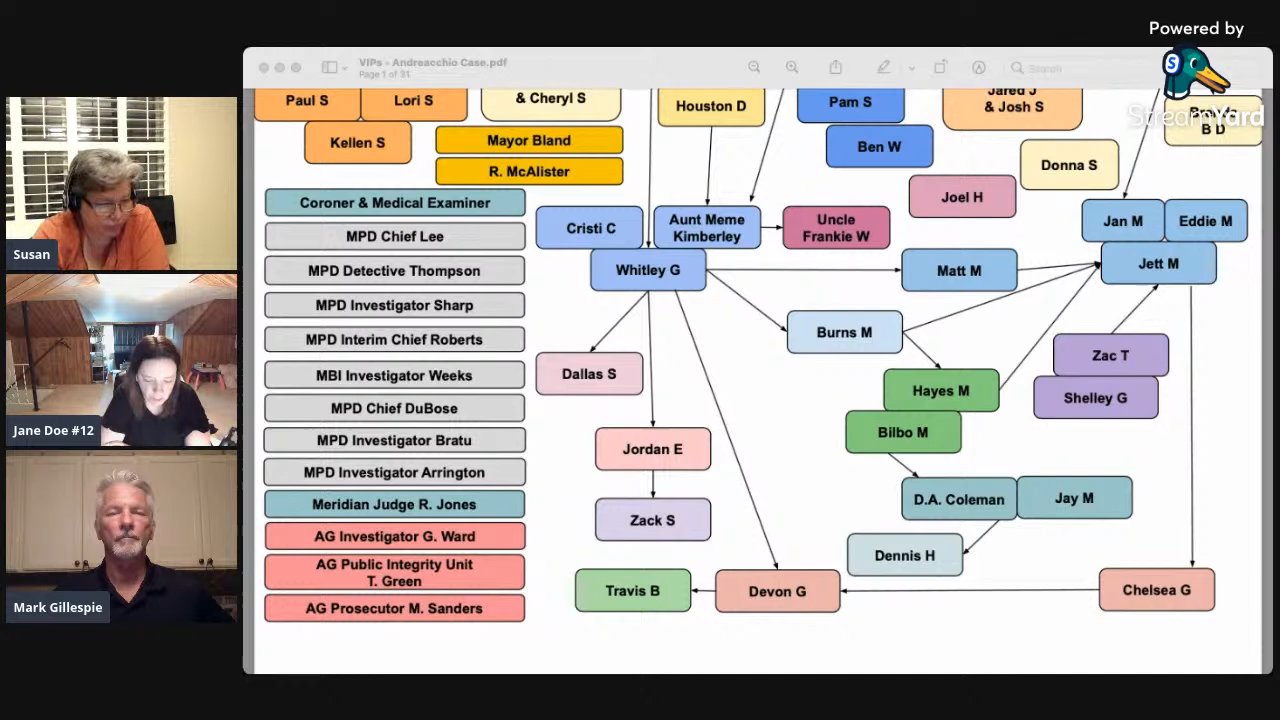 Powered by
StreamYard
VIPs - Andreacchio Case.pdf
Page 1 of 31
Search
Paul S
Lori S
& Cheryl S
Houston D
Pam S
Jared J
& Josh S
B D
Kellen S
Mayor Bland
R. McAlister
Ben W
Donna S
Joel H
Coroner & Medical Examiner
MPD Chief Lee
MPD Detective Thompson
MPD Investigator Sharp
MPD Interim Chief Roberts
MBI Investigator Weeks
MPD Chief DuBose
MPD Investigator Bratu
MPD Investigator Arrington
Meridian Judge R. Jones
AG Investigator G. Ward
AG Public Integrity Unit
T. Green
AG Prosecutor M. Sanders
Cristi C
Aunt Meme
Kimberley
Uncle
Frankie W
Whitley G
Matt M
Jan M
Eddie M
Jett M
Burns M
Dallas S
Hayes M
Bilbo M
Zac T
Shelley G
Jordan E
Zack S
D.A. Coleman
Jay M
Dennis H
Travis B
Devon G
Chelsea G
Susan
Jane Doe #12
Mark Gillespie